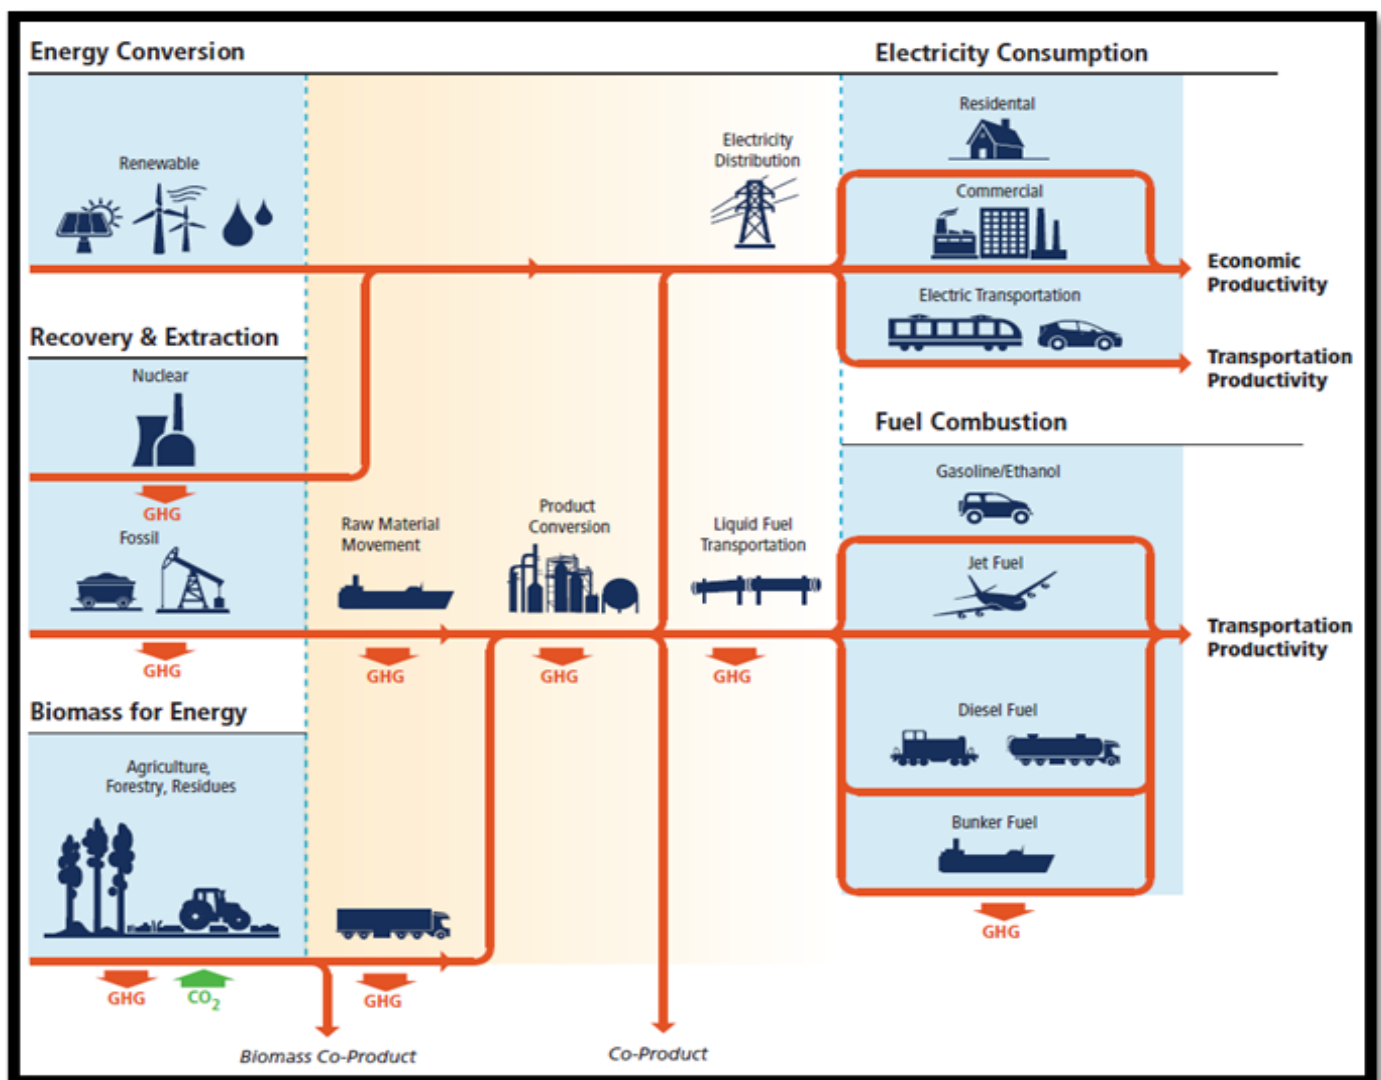 Energy Conversion
Electricity Consumption
Renewable
Electricity
Distribution
Residental
Commercial
Economic
Productivity
Electric Transportation
Transportation
Productivity
Recovery & Extraction
Nuclear
GHG
Fossil
GHG
Raw Material
Movement
GHG
Product
Conversion
GHG
Liquid Fuel
Transportation
GHG
Fuel Combustion
Gasoline/Ethanol
Jet Fuel
Transportation
Productivity
Diesel Fuel
Bunker Fuel
GHG
Biomass for Energy
Agriculture,
Forestry, Residues
GHG
CO2
GHG
Biomass Co-Product
Co-Product